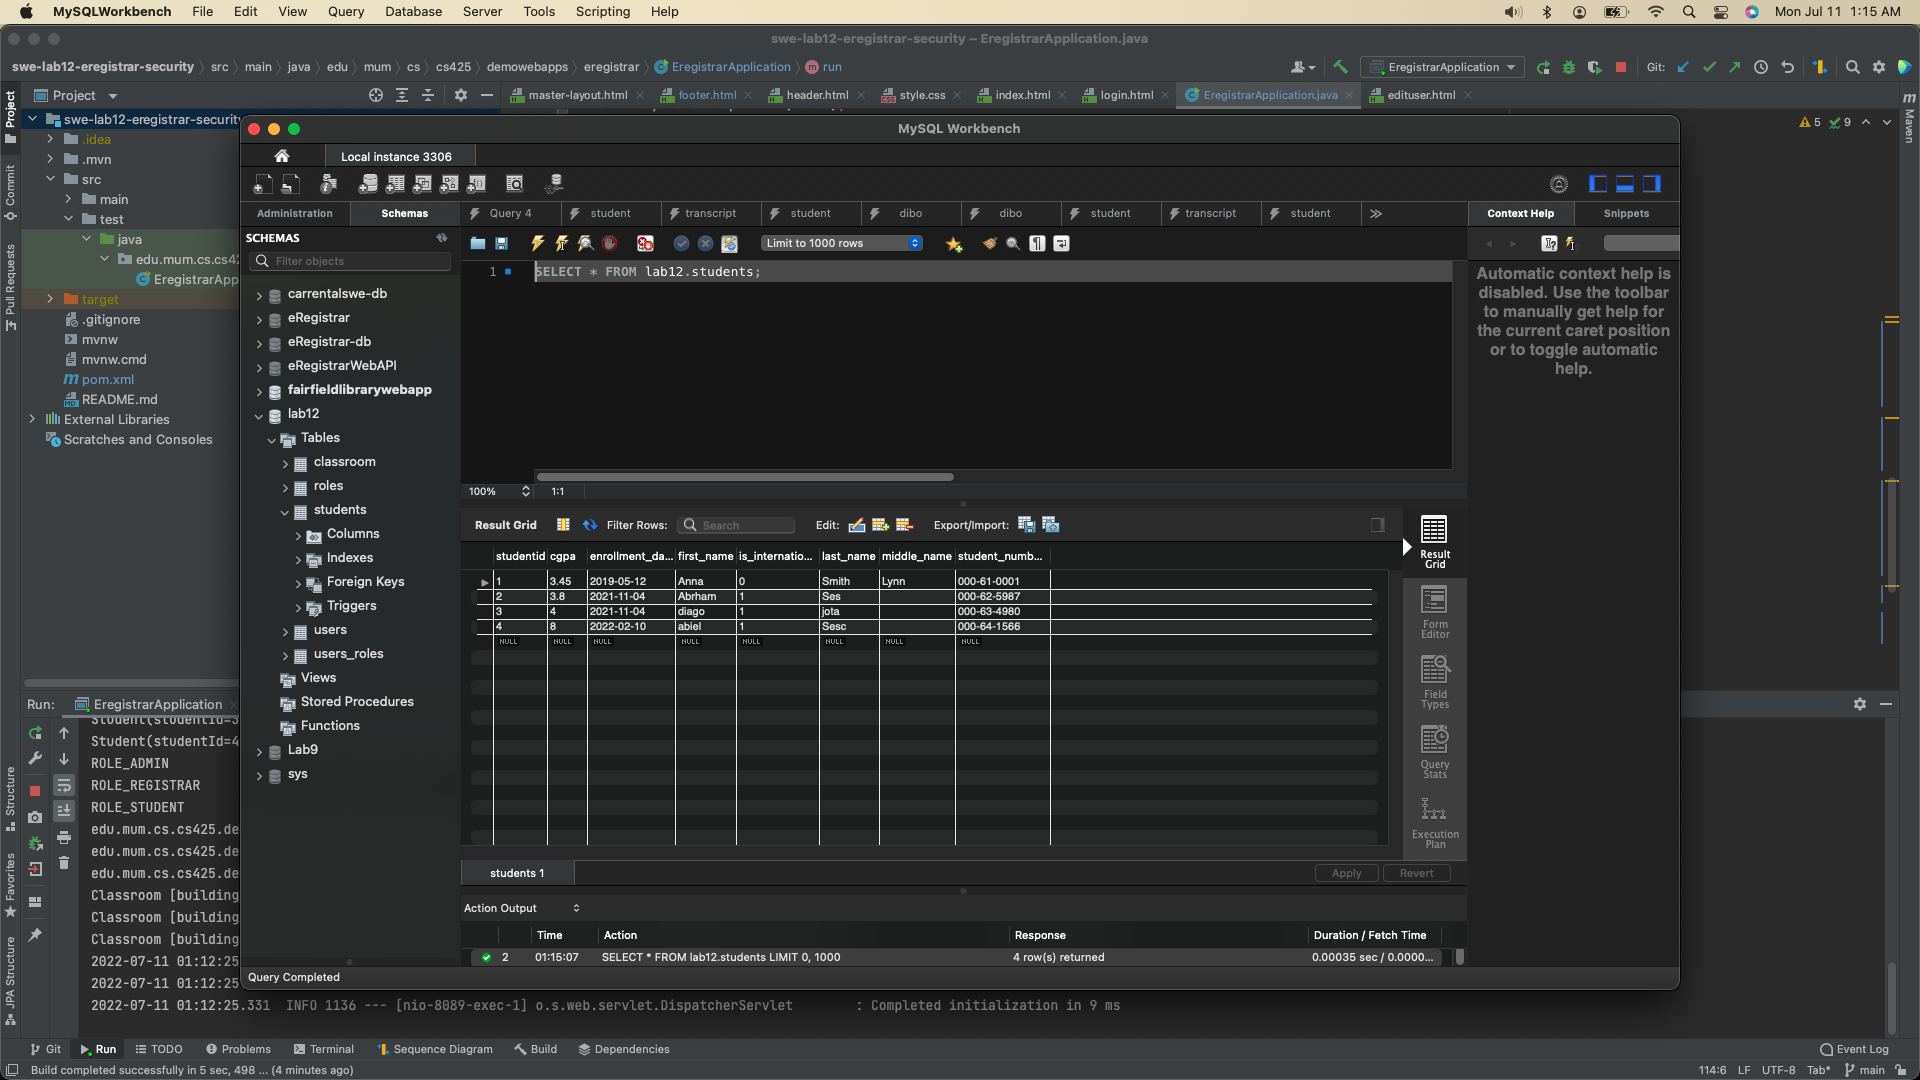 MySQLWorkbench File Edit View Query Database Server Tools Scripting Help Mon Jul 11 1:15 AM
swe-lab12-eregistrar-security – EregistrarApplication.java
swe-lab12-eregistrar-security src main java edu mum cs cs425 demowebapps eregistrar EregistrarApplication run EregistrarApplication Git:
Project master-layout.html footer.html header.html style.css index.html login.html EregistrarApplication.java edituser.html
Project
Commit
Pull Requests
Structure
Favorites
JPA Structure
Maven
5 9
swe-lab12-eregistrar-security
.idea
.mvn
src
main
test
java
edu.mum.cs.cs42
EregistrarApp
target
.gitignore
mvnw
mvnw.cmd
pom.xml
README.md
External Libraries
Scratches and Consoles
MySQL Workbench
Local instance 3306
Administration Schemas Query 4 student transcript student dibo dibo student transcript student Context Help Snippets
SCHEMAS
Filter objects
Limit to 1000 rows
1 SELECT * FROM lab12.students;
Automatic context help is
disabled. Use the toolbar
to manually get help for
the current caret position
or to toggle automatic
help.
carrentalswe-db
eRegistrar
eRegistrar-db
eRegistrarWebAPI
fairfieldlibrarywebapp
lab12
Tables
classroom
roles
students
Columns
Indexes
Foreign Keys
Triggers
users
users_roles
Views
Stored Procedures
Functions
Lab9
sys
100% 1:1
Result Grid Filter Rows: Search Edit: Export/Import:
studentid cgpa enrollment_da... first_name is_internatio... last_name middle_name student_numb...
1 3.45 2019-05-12 Anna 0 Smith Lynn 000-61-0001
2 3.8 2021-11-04 Abrham 1 Ses 000-62-5987
3 4 2021-11-04 diago 1 jota 000-63-4980
4 8 2022-02-10 abiel 1 Sesc 000-64-1566
NULL NULL NULL NULL NULL NULL NULL NULL
Result
Grid
Form
Editor
Field
Types
Query
Stats
Execution
Plan
students 1 Apply Revert
Action Output
Time Action Response Duration / Fetch Time
2 01:15:07 SELECT * FROM lab12.students LIMIT 0, 1000 4 row(s) returned 0.00035 sec / 0.0000...
Query Completed
Run: EregistrarApplication
Student(studentId=3
Student(studentId=4
ROLE_ADMIN
ROLE_REGISTRAR
ROLE_STUDENT
edu.mum.cs.cs425.de
edu.mum.cs.cs425.de
edu.mum.cs.cs425.de
Classroom [building
Classroom [building
Classroom [building
2022-07-11 01:12:25
2022-07-11 01:12:25
2022-07-11 01:12:25.331 INFO 1136 --- [nio-8089-exec-1] o.s.web.servlet.DispatcherServlet : Completed initialization in 9 ms
Git Run TODO Problems Terminal Sequence Diagram Build Dependencies Event Log
Build completed successfully in 5 sec, 498 ... (4 minutes ago) 114:6 LF UTF-8 Tab* main